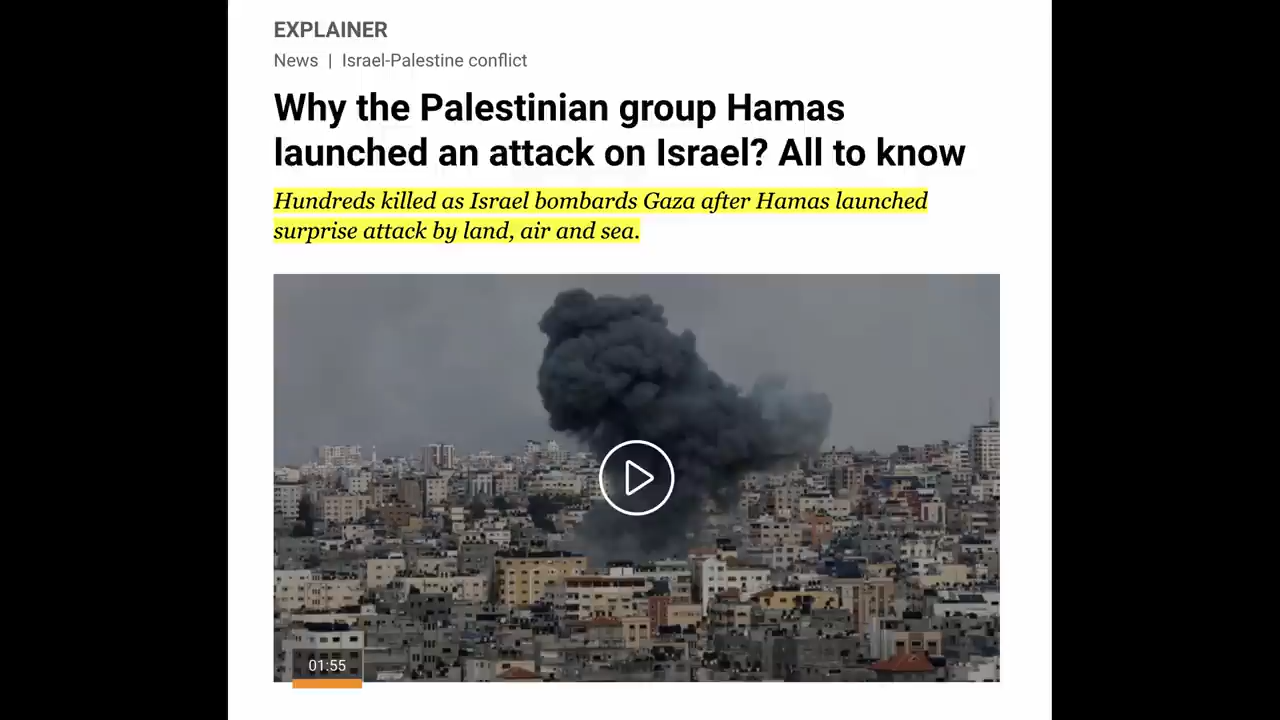 EXPLAINER
News | Israel-Palestine conflict
Why the Palestinian group Hamas
launched an attack on Israel? All to know
Hundreds killed as Israel bombards Gaza after Hamas launched
surprise attack by land, air and sea.
01:55